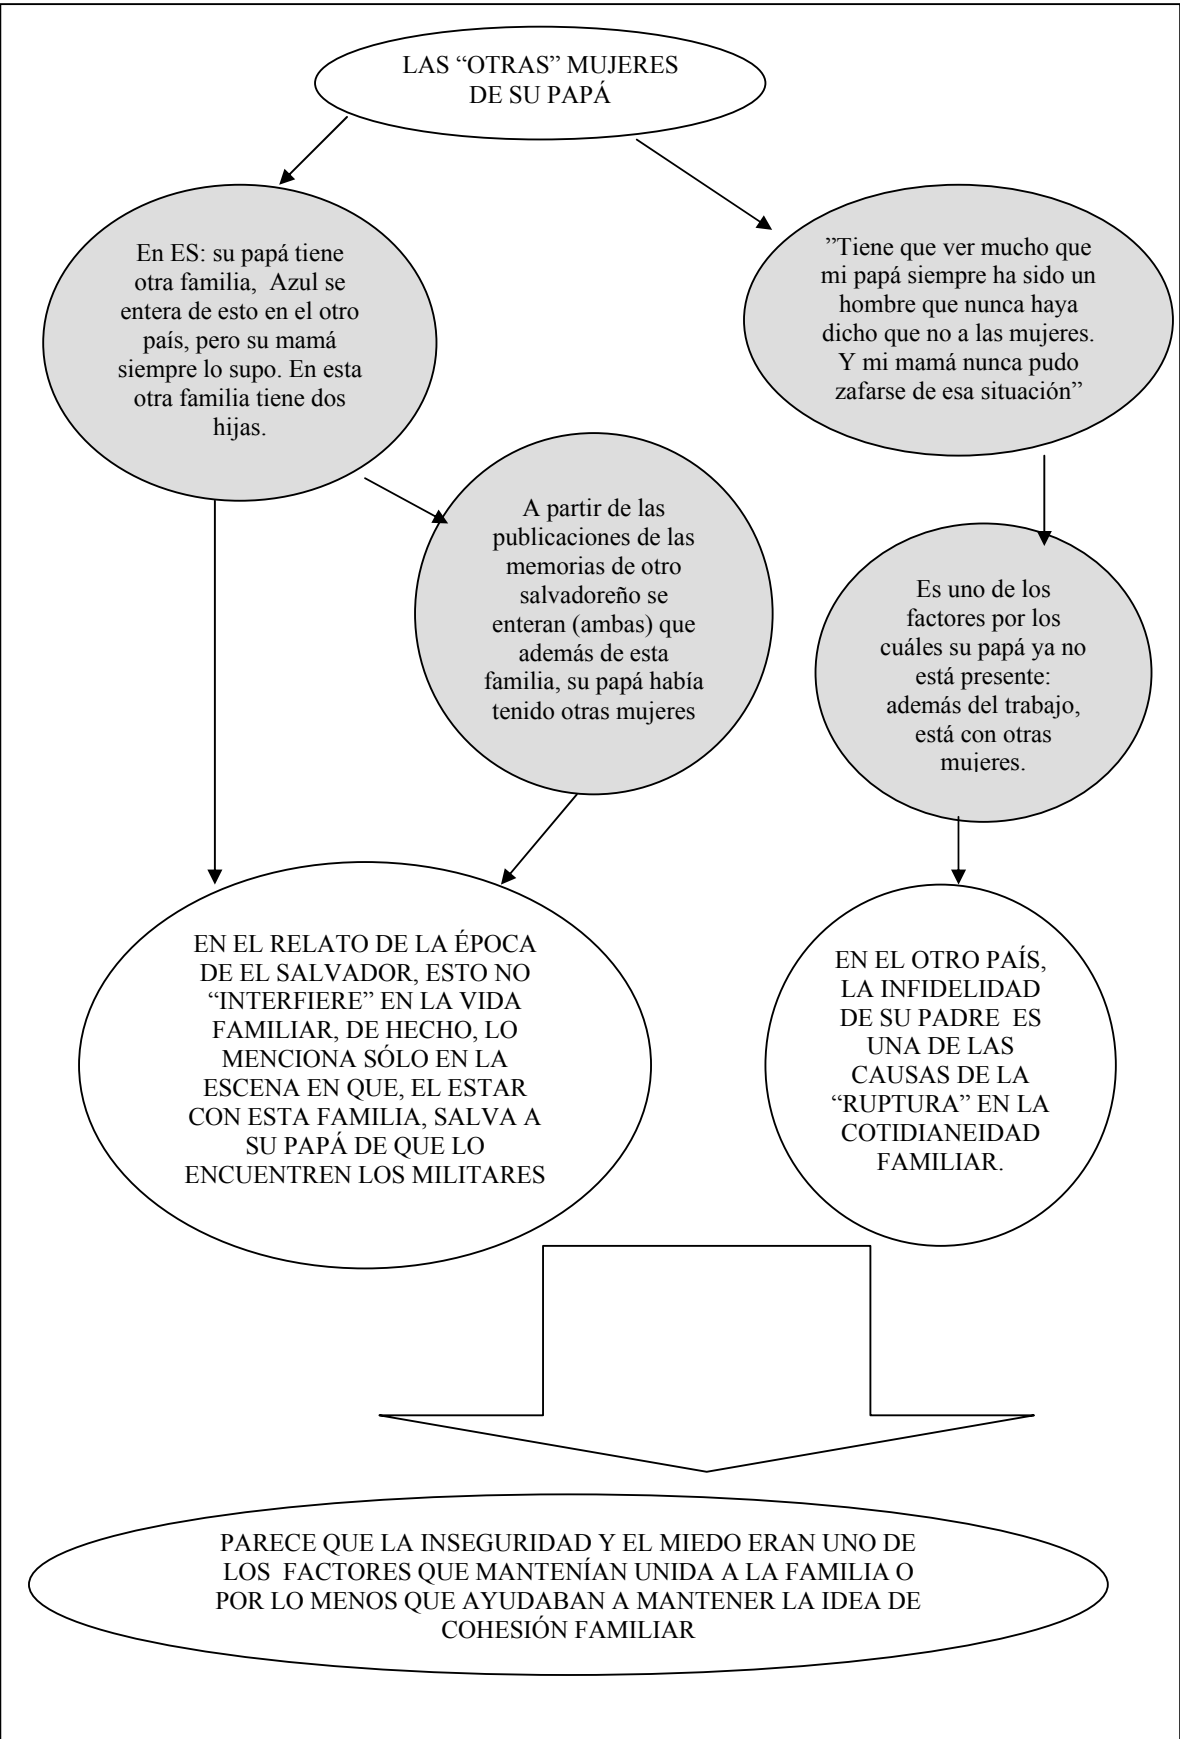 LAS “OTRAS” MUJERES
DE SU PAPÁ
En ES: su papá tiene
otra familia, Azul se
entera de esto en el otro
país, pero su mamá
siempre lo supo. En esta
otra familia tiene dos
hijas.
”Tiene que ver mucho que
mi papá siempre ha sido un
hombre que nunca haya
dicho que no a las mujeres.
Y mi mamá nunca pudo
zafarse de esa situación”
A partir de las
publicaciones de las
memorias de otro
salvadoreño se
enteran (ambas) que
además de esta
familia, su papá había
tenido otras mujeres
Es uno de los
factores por los
cuáles su papá ya no
está presente:
además del trabajo,
está con otras
mujeres.
EN EL RELATO DE LA ÉPOCA
DE EL SALVADOR, ESTO NO
“INTERFIERE” EN LA VIDA
FAMILIAR, DE HECHO, LO
MENCIONA SÓLO EN LA
ESCENA EN QUE, EL ESTAR
CON ESTA FAMILIA, SALVA A
SU PAPÁ DE QUE LO
ENCUENTREN LOS MILITARES
EN EL OTRO PAÍS,
LA INFIDELIDAD
DE SU PADRE ES
UNA DE LAS
CAUSAS DE LA
“RUPTURA” EN LA
COTIDIANEIDAD
FAMILIAR.
PARECE QUE LA INSEGURIDAD Y EL MIEDO ERAN UNO DE
LOS FACTORES QUE MANTENÍAN UNIDA A LA FAMILIA O
POR LO MENOS QUE AYUDABAN A MANTENER LA IDEA DE
COHESIÓN FAMILIAR